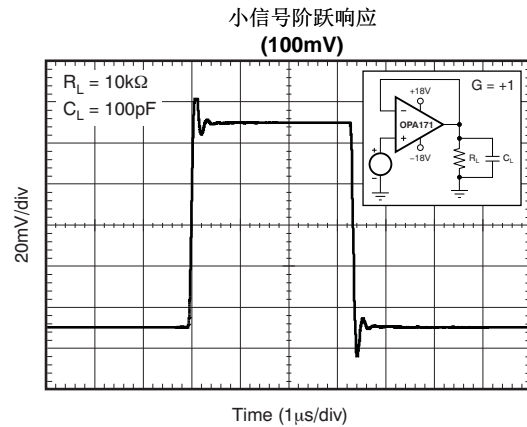 小信号阶跃响应
(100mV)
R_L = 10kΩ
C_L = 100pF
G = +1
+18V
−
OPA171
+
−18V
+
−
R_L
C_L
20mV/div
Time (1μs/div)